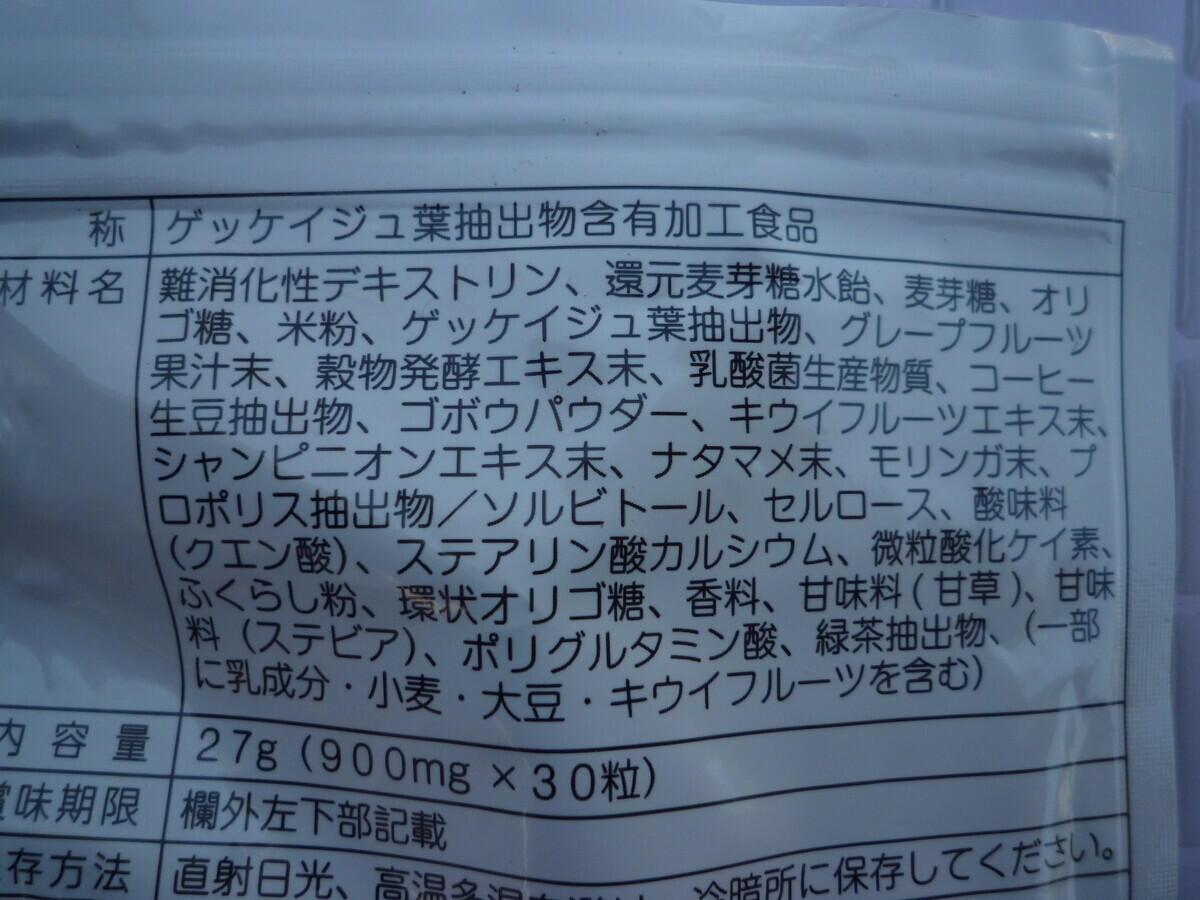 称 ゲッケイジュ葉抽出物含有加工食品
材料名 難消化性デキストリン、還元麦芽糖水飴、麦芽糖、オリ
ゴ糖、米粉、ゲッケイジュ葉抽出物、グレープフルーツ
果汁末、穀物発酵エキス末、乳酸菌生産物質、コーヒー
生豆抽出物、ゴボウパウダー、キウイフルーツエキス末、
シャンピニオンエキス末、ナタマメ末、モリンガ末、プ
ロポリス抽出物／ソルビトール、セルロース、酸味料
（クエン酸）、ステアリン酸カルシウム、微粒酸化ケイ素、
ふくらし粉、環状オリゴ糖、香料、甘味料(甘草)、甘味
料（ステビア）、ポリグルタミン酸、緑茶抽出物、（一部
に乳成分・小麦・大豆・キウイフルーツを含む）
内容量 27g（900mg×30粒）
賞味期限 欄外左下部記載
存方法 直射日光、高温多湿 冷暗所に保存してください。